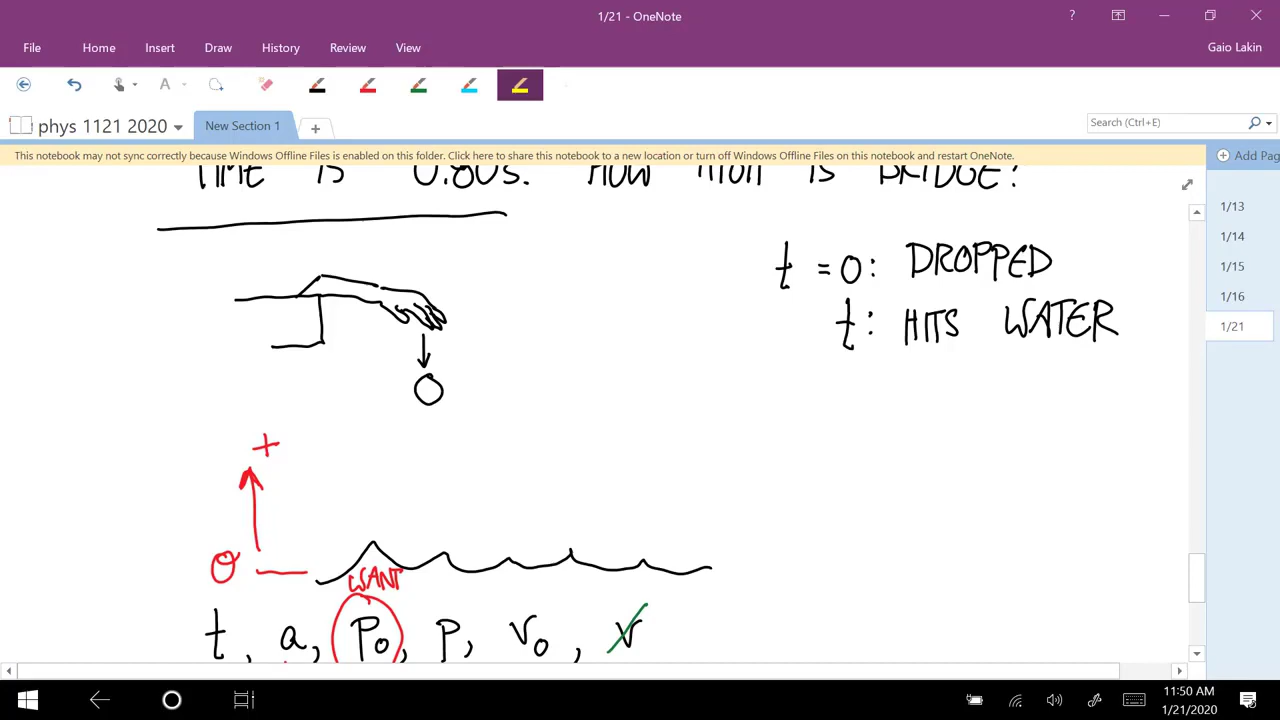 1/21 - OneNote
?
File Home Insert Draw History Review View
Gaio Lakin
A
phys 1121 2020
New Section 1
+
Search (Ctrl+E)
This notebook may not sync correctly because Windows Offline Files is enabled on this folder. Click here to share this notebook to a new location or turn off Windows Offline Files on this notebook and restart OneNote.
+ Add Pag
TIME IS 0.80s. HOW HIGH IS BRIDGE?
1/13
1/14
1/15
1/16
1/21
t = 0: DROPPED
t: HITS WATER
+
0
WANT
t, a, p₀, p, v₀, v
11:50 AM
1/21/2020